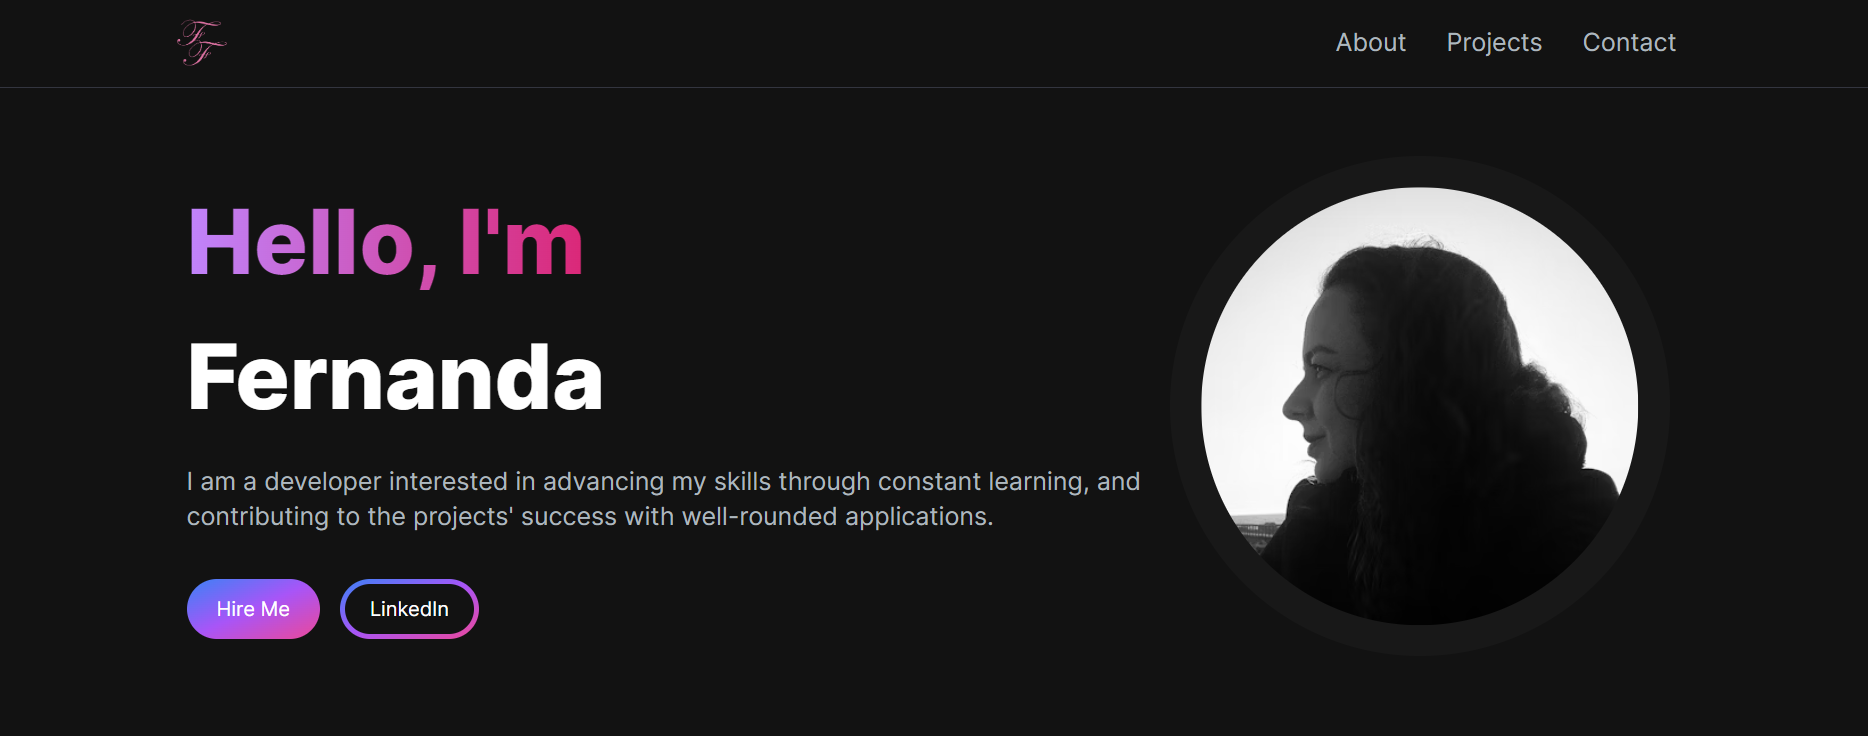 FF
About Projects Contact
Hello, I'm
Fernanda
I am a developer interested in advancing my skills through constant learning, and
contributing to the projects' success with well-rounded applications.
Hire Me LinkedIn